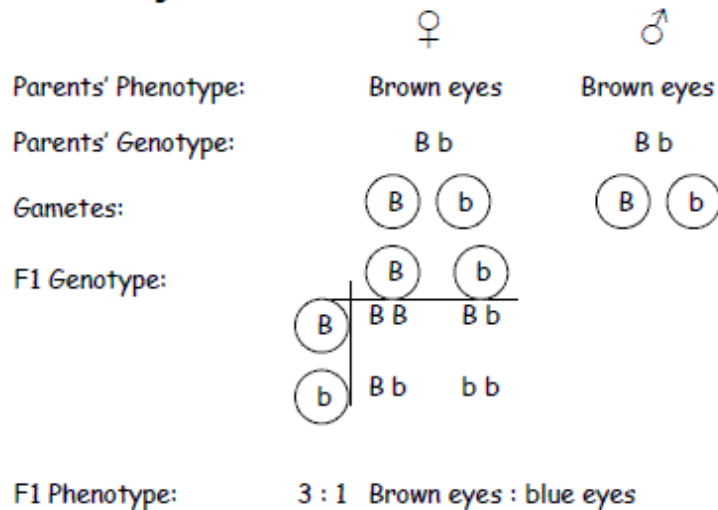 ♀ ♂
Parents' Phenotype: Brown eyes Brown eyes
Parents' Genotype: B b B b
Gametes: B b B b
F1 Genotype: B b
B B B B b
b B b b b
F1 Phenotype: 3 : 1 Brown eyes : blue eyes